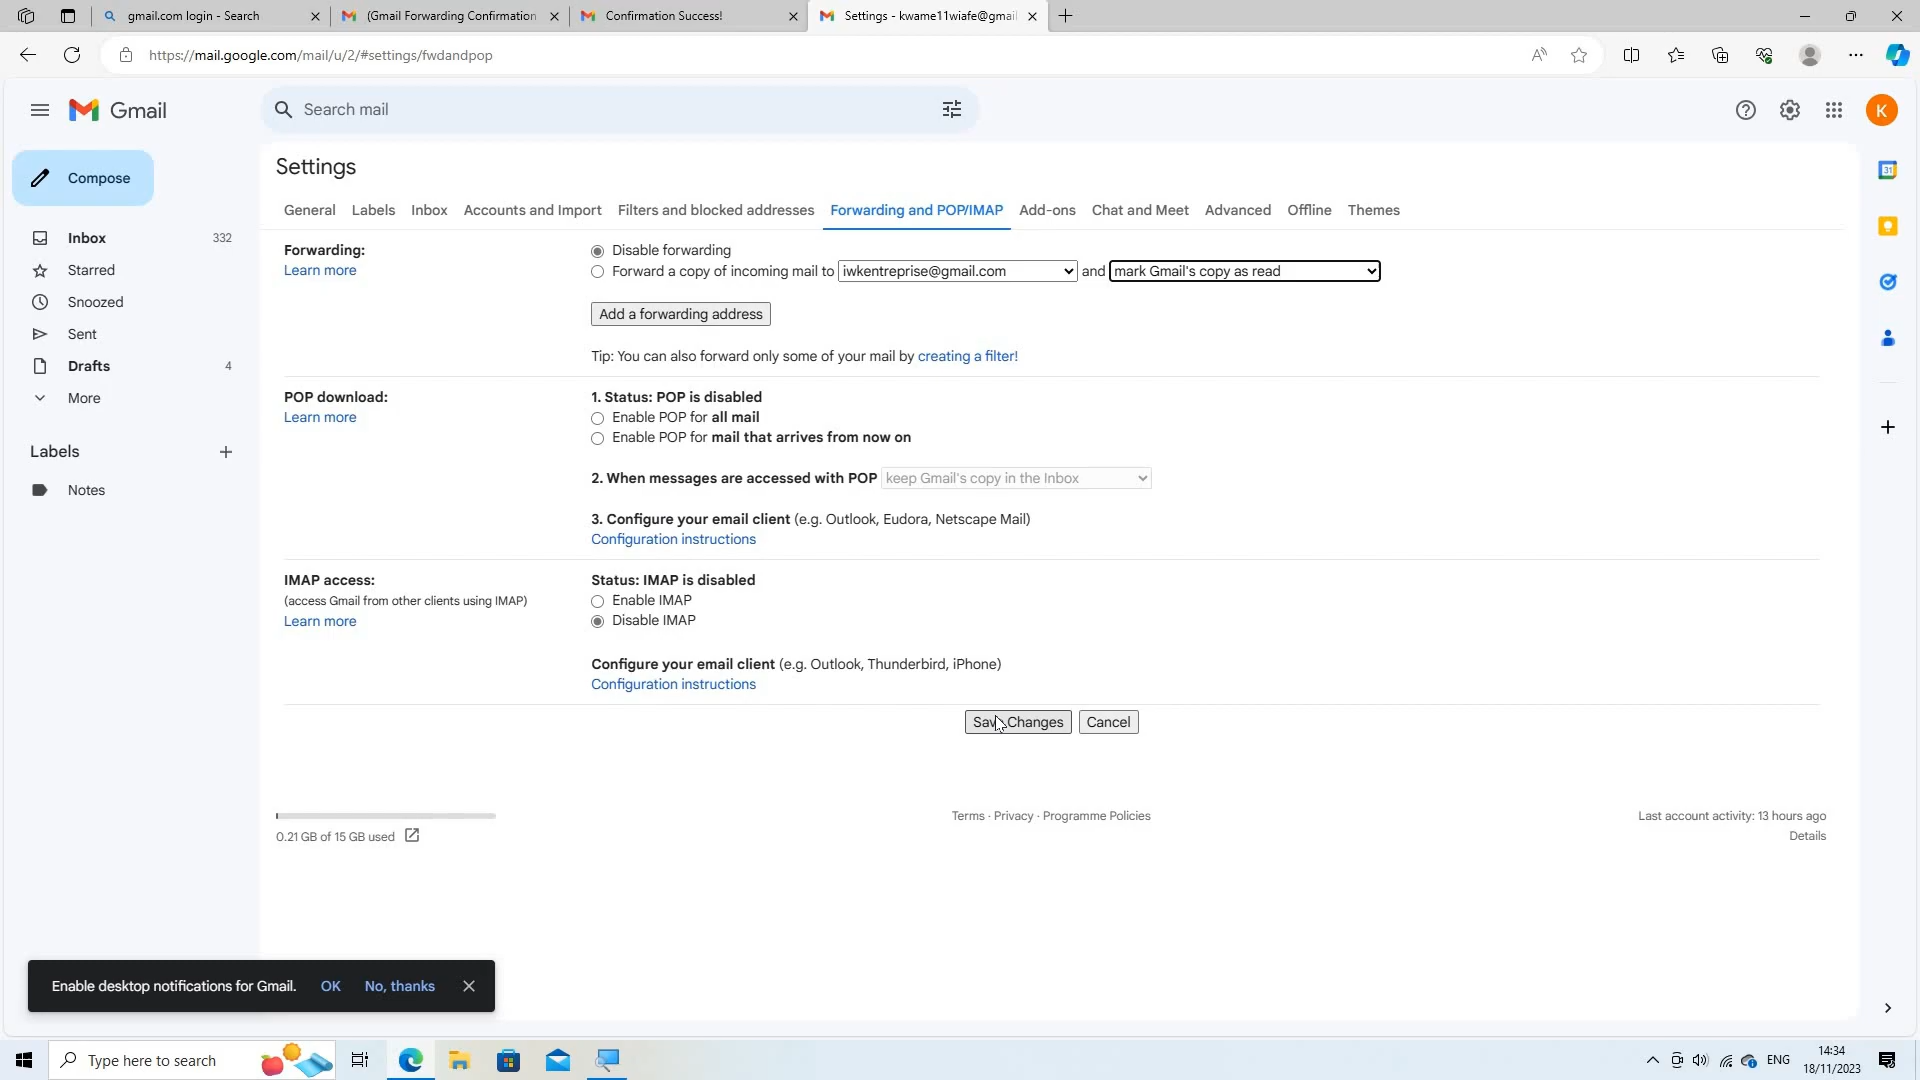 gmail.com login - Search
(Gmail Forwarding Confirmation
Confirmation Success!
Settings - kwame11wiafe@gmail
https://mail.google.com/mail/u/2/#settings/fwdandpop
Gmail
Search mail
K
Compose
Inbox 332
Starred
Snoozed
Sent
Drafts 4
More
Labels
Notes
Settings
General Labels Inbox Accounts and Import Filters and blocked addresses Forwarding and POP/IMAP Add-ons Chat and Meet Advanced Offline Themes
Forwarding:
Learn more
Disable forwarding
Forward a copy of incoming mail to iwkentreprise@gmail.com and mark Gmail's copy as read
Add a forwarding address
Tip: You can also forward only some of your mail by creating a filter!
POP download:
Learn more
1. Status: POP is disabled
Enable POP for all mail
Enable POP for mail that arrives from now on
2. When messages are accessed with POP keep Gmail's copy in the Inbox
3. Configure your email client (e.g. Outlook, Eudora, Netscape Mail)
Configuration instructions
IMAP access:
(access Gmail from other clients using IMAP)
Learn more
Status: IMAP is disabled
Enable IMAP
Disable IMAP
Configure your email client (e.g. Outlook, Thunderbird, iPhone)
Configuration instructions
Save Changes Cancel
0.21 GB of 15 GB used
Terms · Privacy · Programme Policies
Last account activity: 13 hours ago
Details
Enable desktop notifications for Gmail. OK No, thanks
Type here to search
ENG
14:34
18/11/2023
31